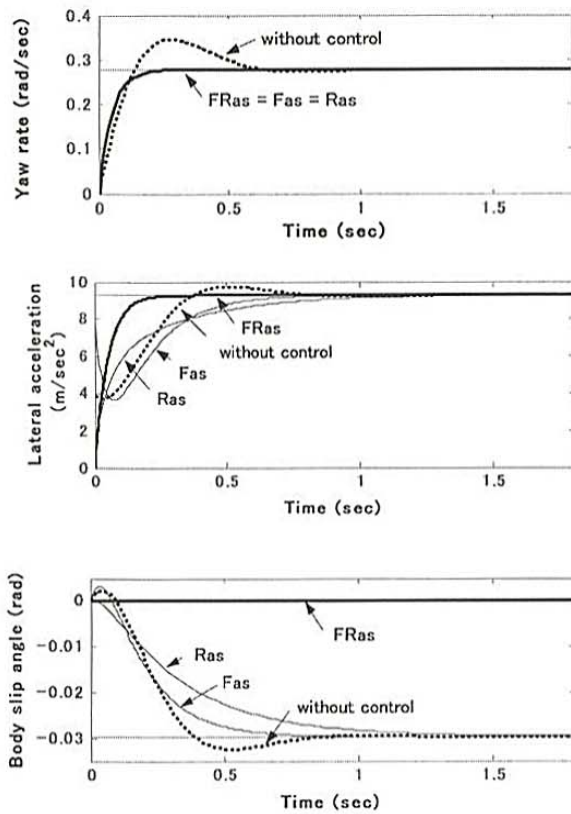 Yaw rate (rad/sec)
0.4
0.3
0.2
0.1
0
without control
FRas = Fas = Ras
0
0.5
1
1.5
Time (sec)
Lateral acceleration
(m/sec²)
10
8
6
4
2
0
FRas
without control
Fas
Ras
0
0.5
1
1.5
Time (sec)
Body slip angle (rad)
0
-0.01
-0.02
-0.03
FRas
Ras
Fas
without control
0
0.5
1
1.5
Time (sec)